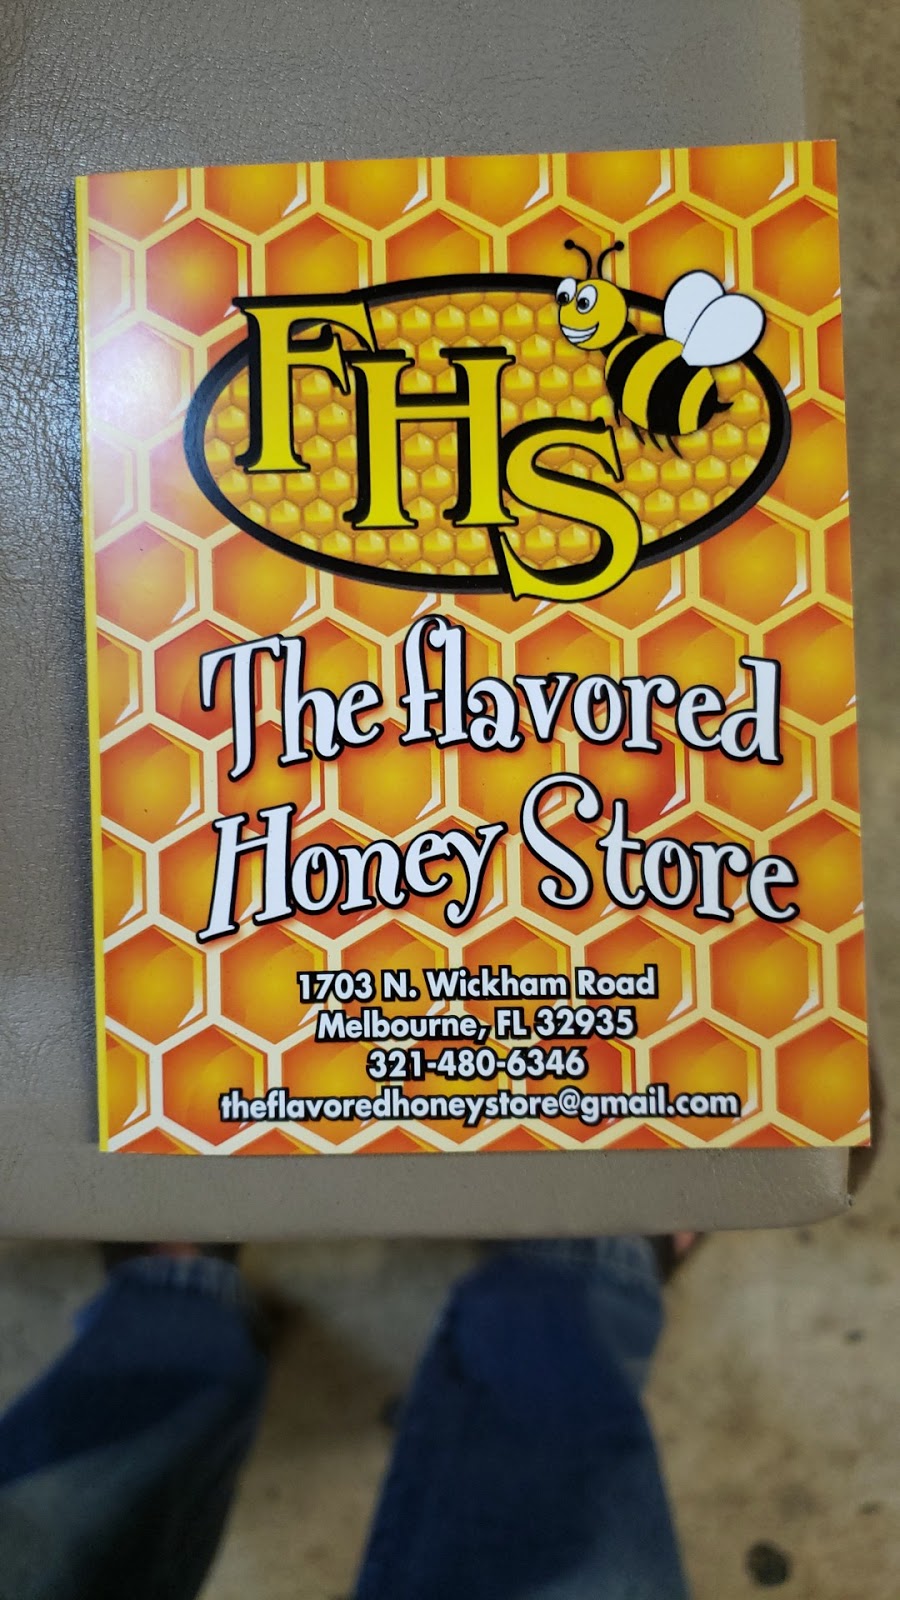 FHS
The flavored
Honey Store
1703 N. Wickham Road
Melbourne, FL 32935
321-480-6346
theflavoredhoneystore@gmail.com